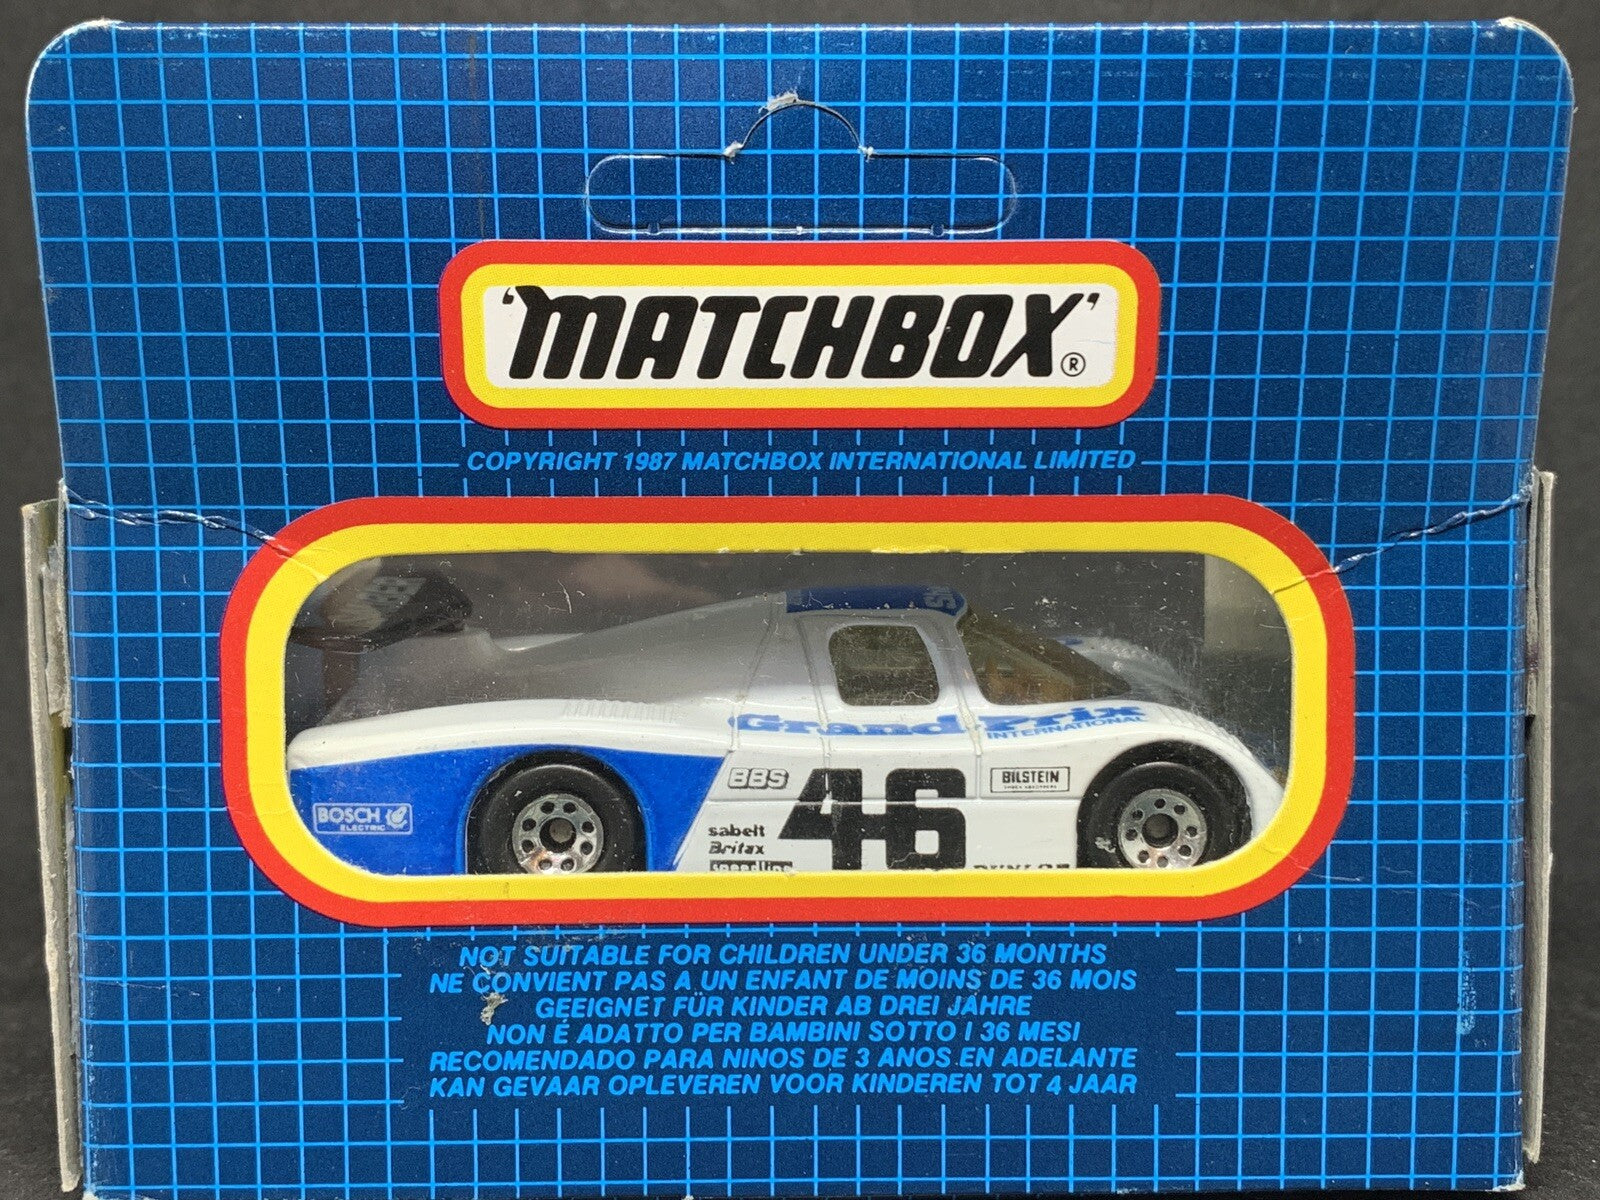 'MATCHBOX'®
COPYRIGHT 1987 MATCHBOX INTERNATIONAL LIMITED
Grand Prix
INTERNATIONAL
BBS
46
BILSTEIN
BOSCH
ELECTRIC
sabelt
Britax
speedline
NOT SUITABLE FOR CHILDREN UNDER 36 MONTHS
NE CONVIENT PAS A UN ENFANT DE MOINS DE 36 MOIS
GEEIGNET FÜR KINDER AB DREI JAHRE
NON É ADATTO PER BAMBINI SOTTO I 36 MESI
RECOMENDADO PARA NINOS DE 3 ANOS EN ADELANTE
KAN GEVAAR OPLEVEREN VOOR KINDEREN TOT 4 JAAR